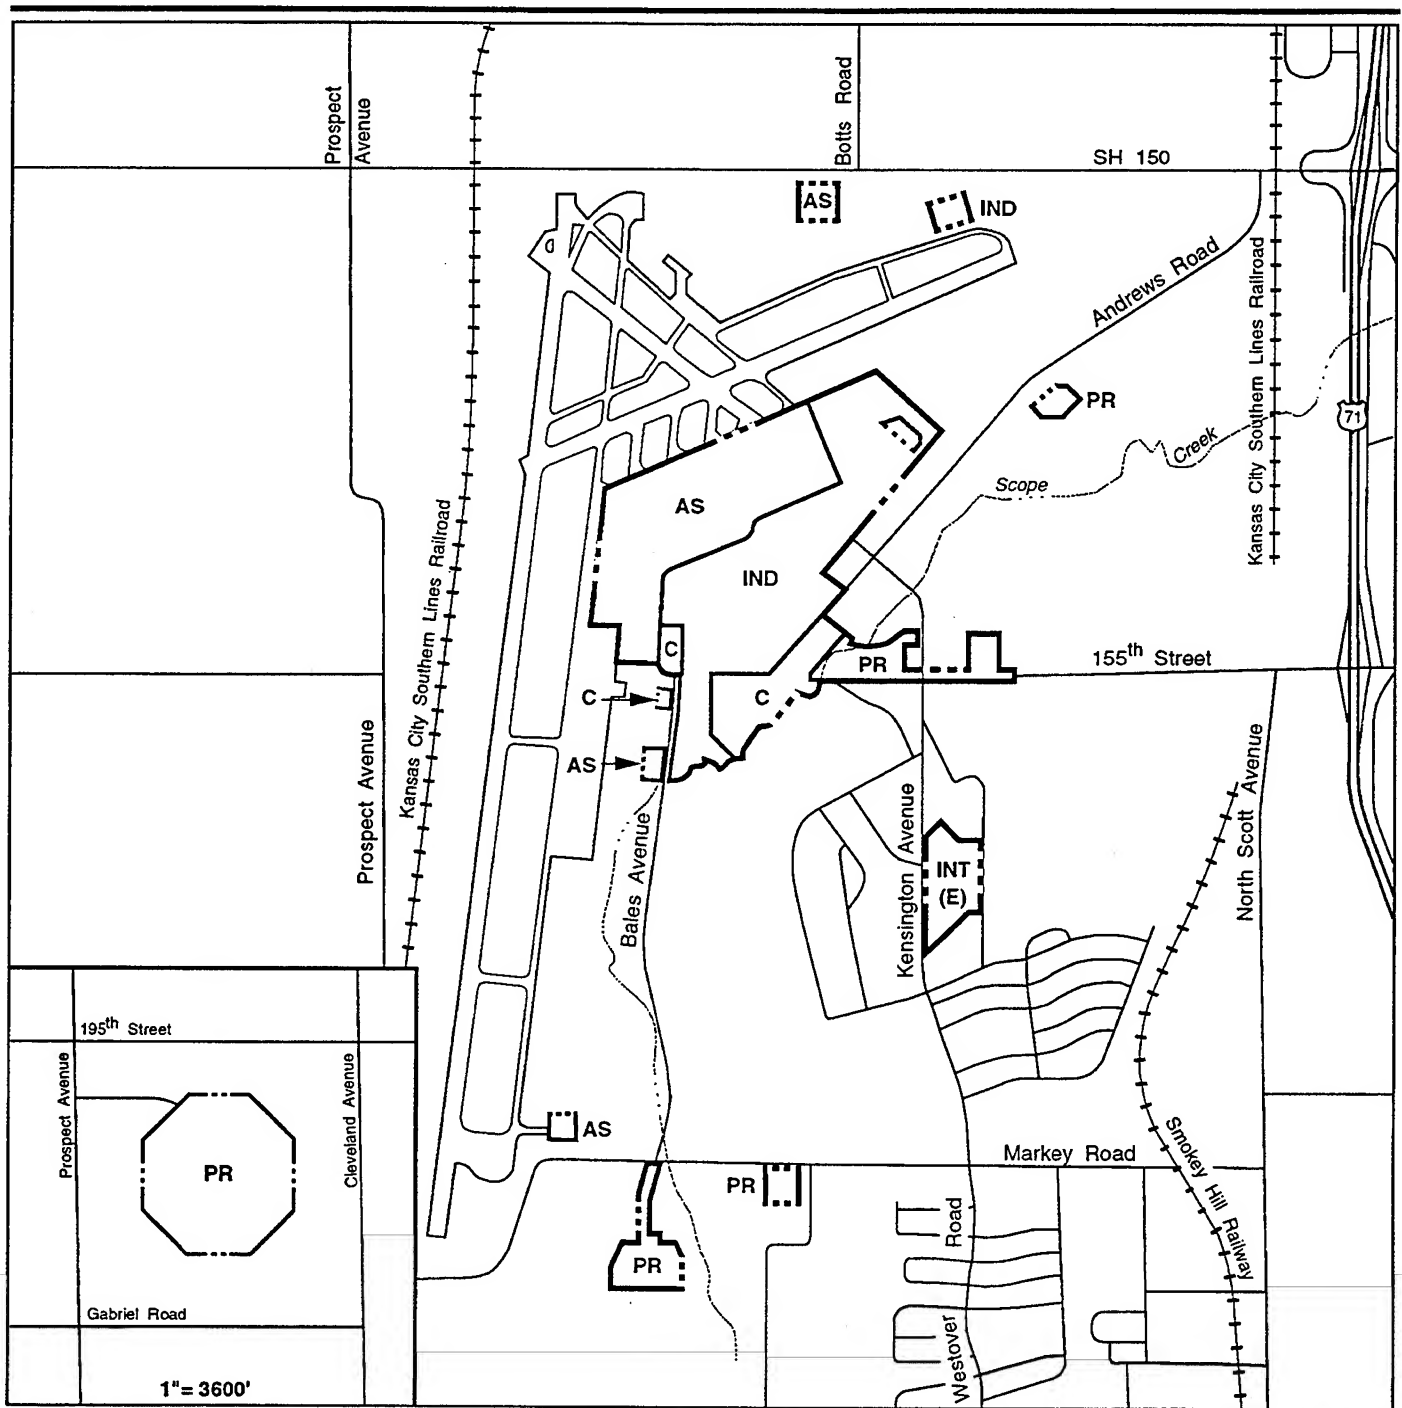 Prospect
Avenue
Botts Road
SH 150
AS
IND
Andrews Road
Kansas City Southern Lines Railroad
71
PR
Creek
Scope
AS
IND
Kansas City Southern Lines Railroad
C
PR
155th Street
C
C
AS
Prospect Avenue
Bales Avenue
Kensington Avenue
INT
(E)
North Scott Avenue
195th Street
Prospect Avenue
Cleveland Avenue
PR
Gabriel Road
1"= 3600'
AS
Markey Road
PR
PR
Smokey Hill Railway
Westover Road